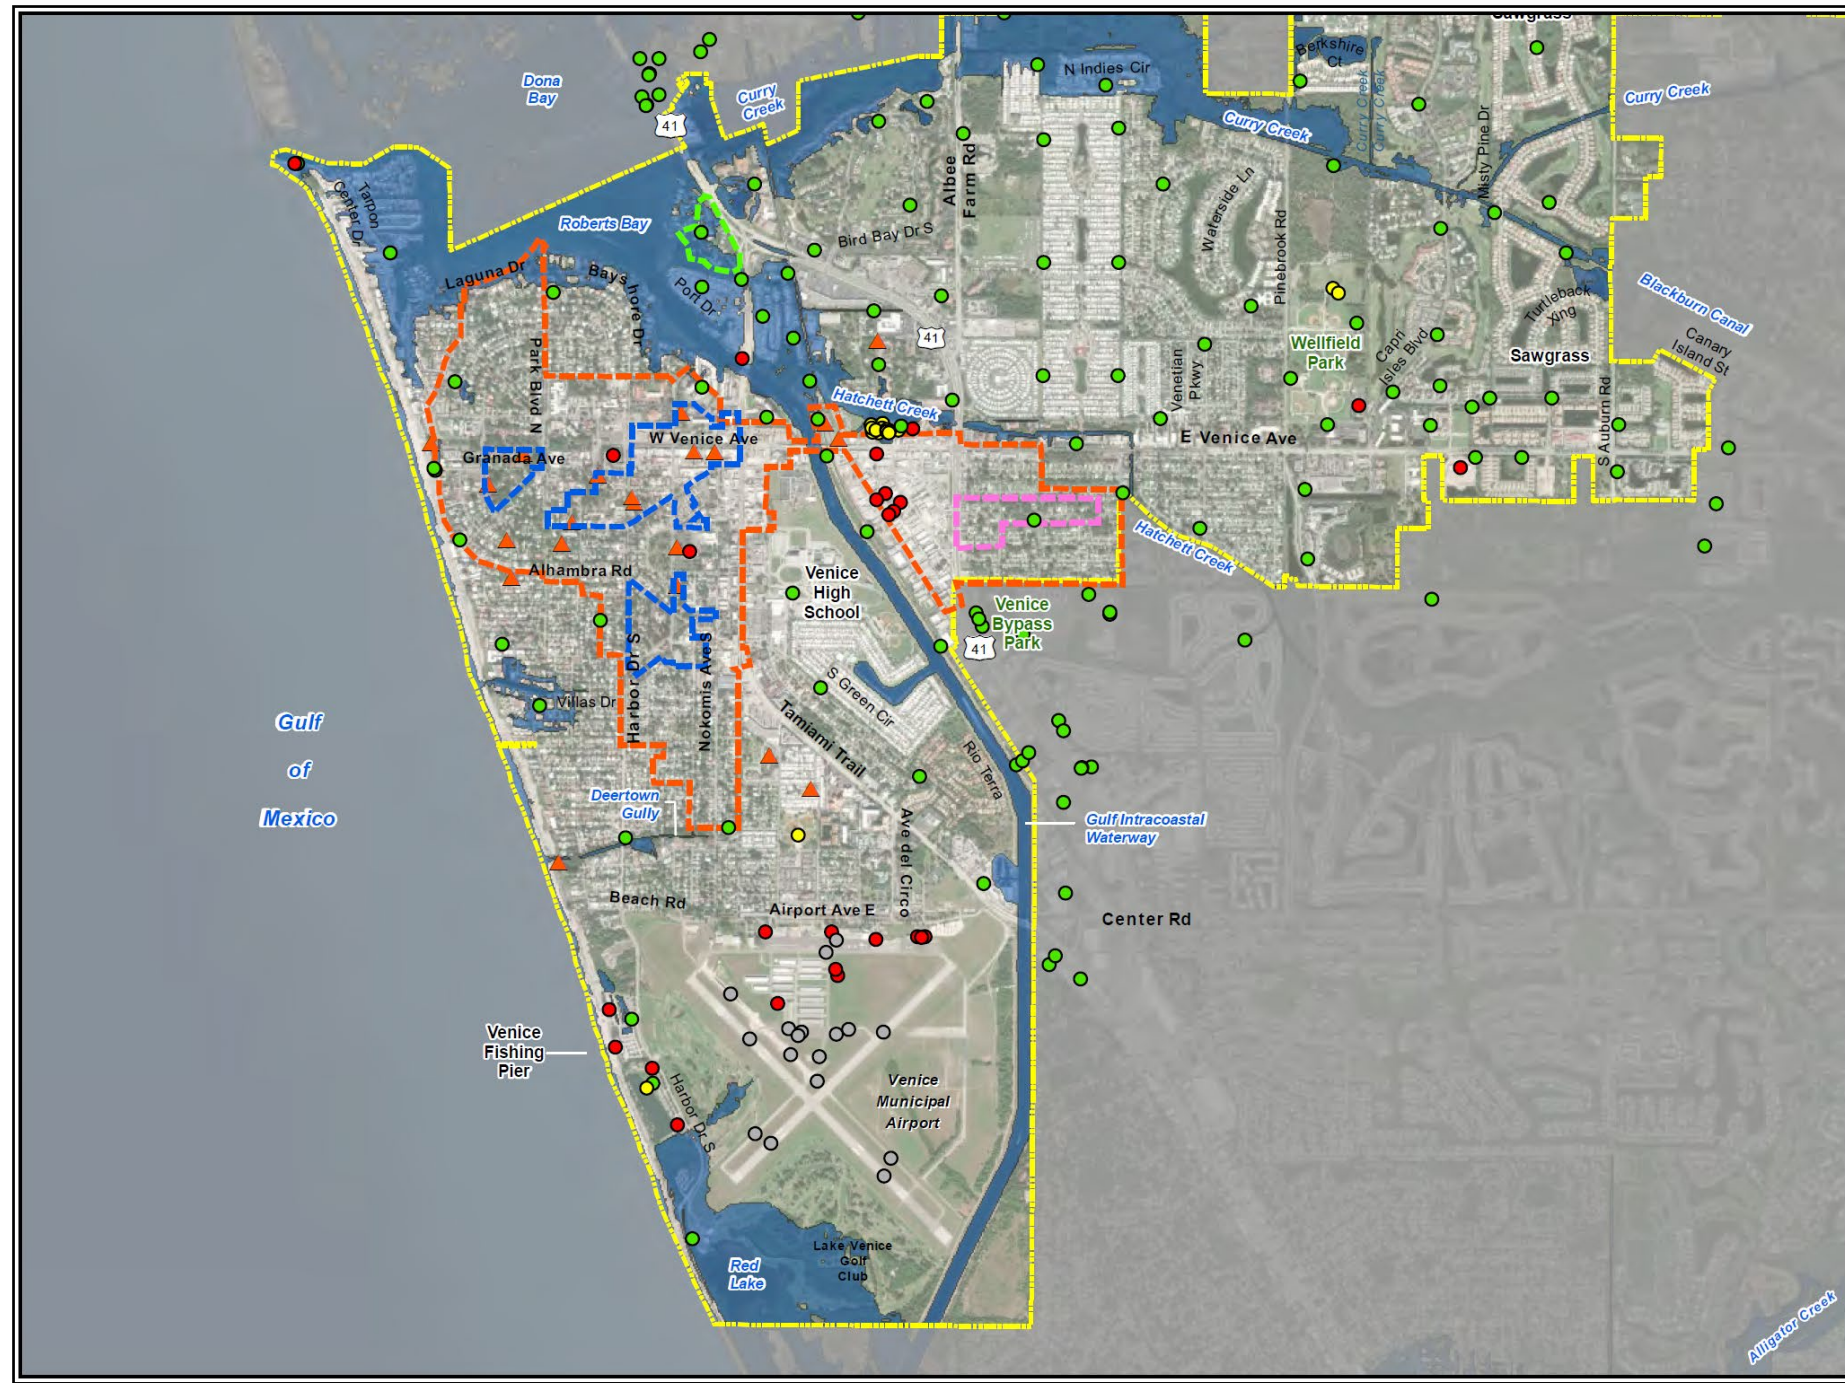 Sawgrass
Berkshire
Ct
N Indies Cir
Dona
Bay
Curry
Creek
41
Curry Creek
Curry Creek
Curry Creek
Curry Creek
Misty Pine Dr
Albee
Farm Rd
Tarpon
Center Dr
Roberts Bay
Bird Bay Dr S
Waterside Ln
Pinebrook Rd
Laguna Dr
Bayshore Dr
Port Dr
Turtleback
Xing
Blackburn Canal
Canary
Island St
41
Wellfield
Park
Capri
Isles Blvd
Sawgrass
Park Blvd N
Venetian
Pkwy
S Auburn Rd
Hatchett Creek
W Venice Ave
E Venice Ave
Granada Ave
Hatchett Creek
Alhambra Rd
Venice
High
School
Venice
Bypass
Park
41
Harbor Dr S
Nokomis Ave S
S Green Cir
Villas Dr
Gulf
of
Mexico
Tamiami Trail
Rio Terra
Deertown
Gully
Gulf Intracoastal
Waterway
Ave del Circo
Beach Rd
Airport Ave E
Center Rd
Venice
Fishing
Pier
Harbor Dr S
Venice
Municipal
Airport
Lake Venice
Golf
Club
Red
Lake
Alligator Creek